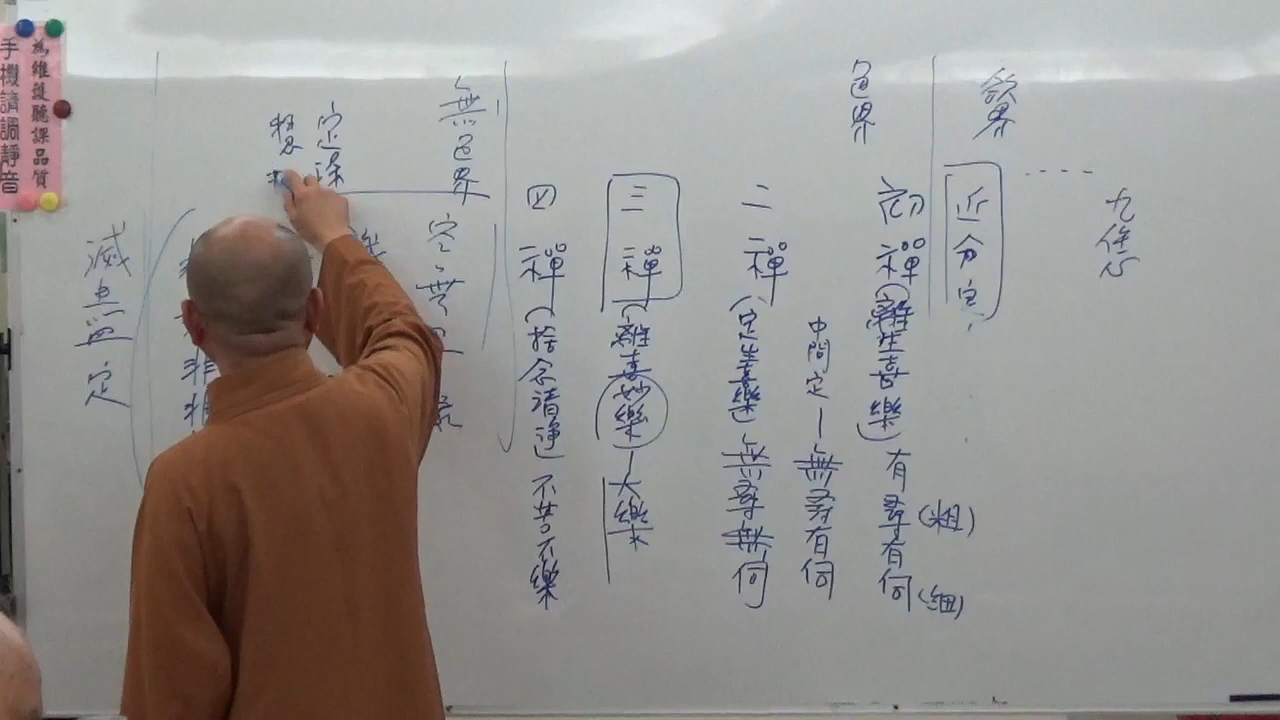 欲界
九住心
近分定
色界
初禪(離生喜樂)有尋有伺
(粗)
(細)
中間定－無尋有伺
二禪(定生喜樂)無尋無伺
三禪(離喜妙樂)－大樂
四禪(捨念清淨)不苦不樂
無色界
空無
定深
想
非
滅盡定
為維護聽課品質
手機請調靜音